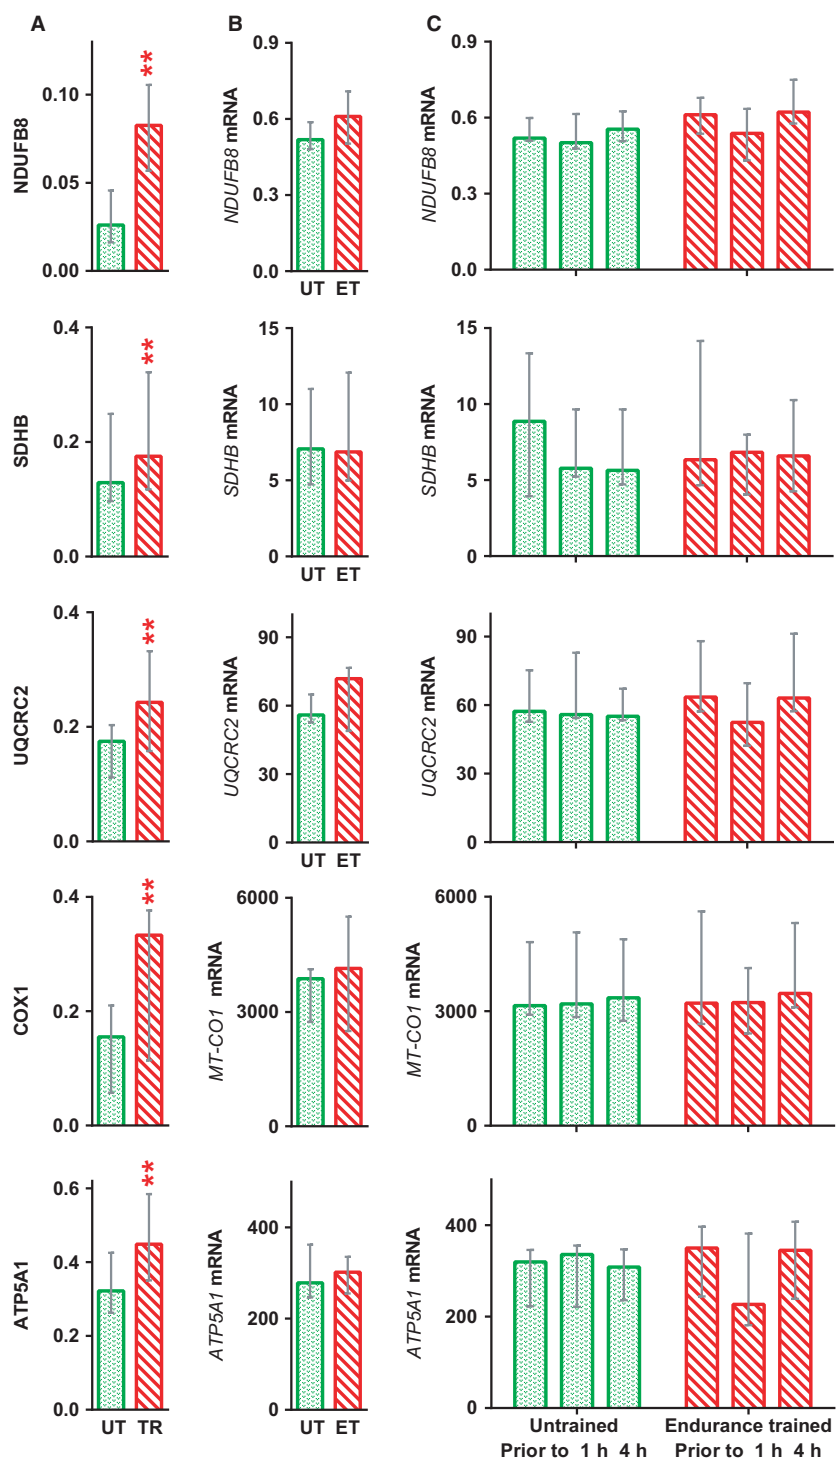 A
B
C
NDUFB8
0.10
0.05
0.00
**
NDUFB8 mRNA
0.9
0.6
0.3
0.0
UT ET
NDUFB8 mRNA
0.9
0.6
0.3
0.0
SDHB
0.4
0.2
0.0
**
SDHB mRNA
15
10
5
0
UT ET
SDHB mRNA
15
10
5
0
UQCRC2
0.4
0.2
0.0
**
UQCRC2 mRNA
90
60
30
0
UT ET
UQCRC2 mRNA
90
60
30
0
COX1
0.4
0.2
0.0
**
MT-CO1 mRNA
6000
3000
0
MT-CO1 mRNA
6000
3000
0
ATP5A1
0.6
0.4
0.2
0.0
**
UT TR
ATP5A1 mRNA
400
200
0
UT ET
ATP5A1 mRNA
400
200
0
Untrained Endurance trained
Prior to 1 h 4 h Prior to 1 h 4 h